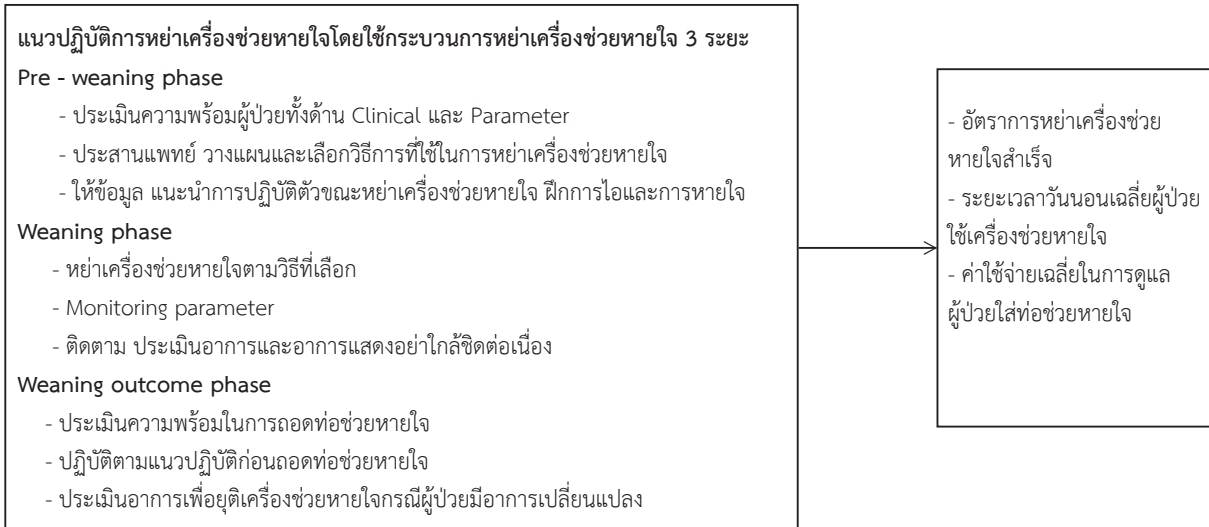 แนวปฏิบัติการหย่าเครื่องช่วยหายใจโดยใช้กระบวนการหย่าเครื่องช่วยหายใจ 3 ระยะ
Pre - weaning phase
- ประเมินความพร้อมผู้ป่วยทั้งด้าน Clinical และ Parameter
- ประสานแพทย์ วางแผนและเลือกวิธีการที่ใช้ในการหย่าเครื่องช่วยหายใจ
- ให้ข้อมูล แนะนำการปฏิบัติตัวขณะหย่าเครื่องช่วยหายใจ ฝึกการไอและการหายใจ
Weaning phase
- หย่าเครื่องช่วยหายใจตามวิธีที่เลือก
- Monitoring parameter
- ติดตาม ประเมินอาการและอาการแสดงอย่าใกล้ชิดต่อเนื่อง
Weaning outcome phase
- ประเมินความพร้อมในการถอดท่อช่วยหายใจ
- ปฏิบัติตามแนวปฏิบัติก่อนถอดท่อช่วยหายใจ
- ประเมินอาการเพื่อยุติเครื่องช่วยหายใจกรณีผู้ป่วยมีอาการเปลี่ยนแปลง
- อัตราการหย่าเครื่องช่วย
หายใจสำเร็จ
- ระยะเวลาวันนอนเฉลี่ยผู้ป่วย
ใช้เครื่องช่วยหายใจ
- ค่าใช้จ่ายเฉลี่ยในการดูแล
ผู้ป่วยใส่ท่อช่วยหายใจ